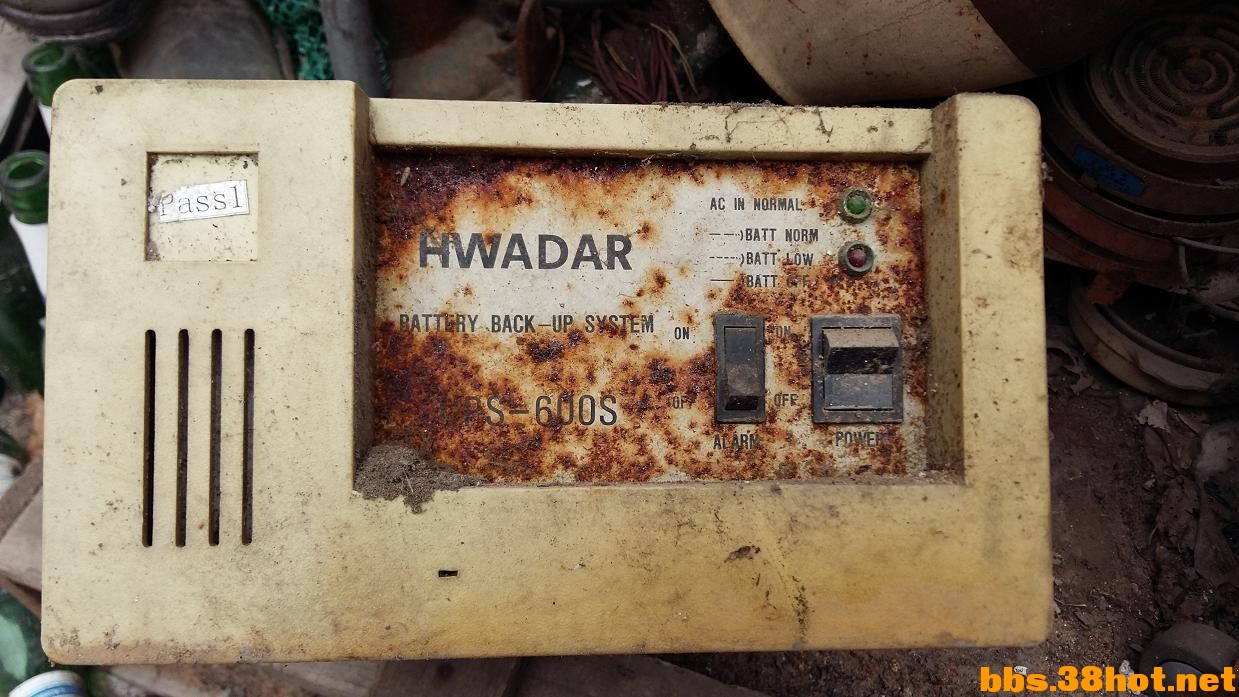 Pass1
HWADAR
BATTERY BACK-UP SYSTEM
AC IN NORMAL
BATT NORM
BATT LOW
BATT
ON
ON
OFF
ALARM
POWER
bbs.38hot.net